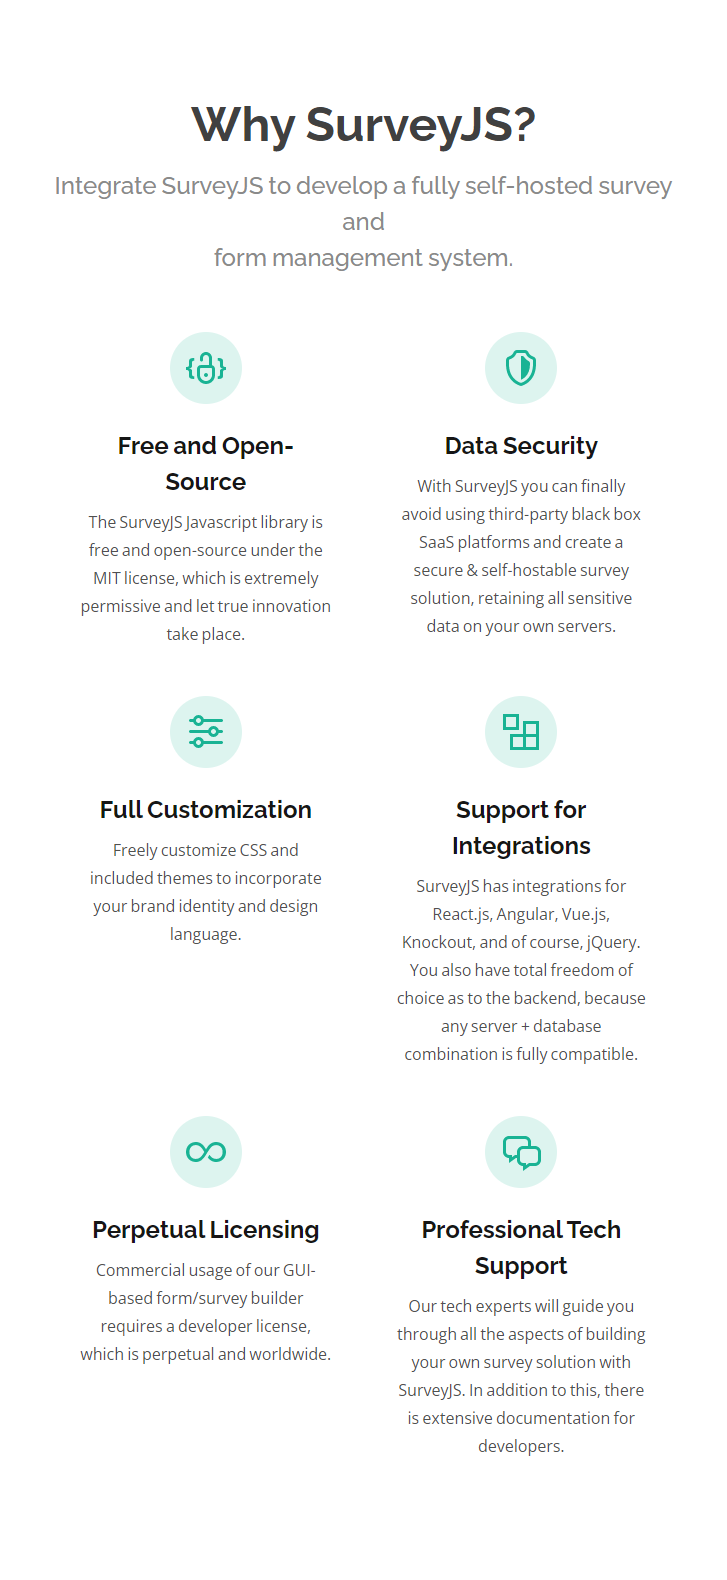 Why SurveyJS?
Integrate SurveyJS to develop a fully self-hosted survey
and
form management system.
Free and Open-
Source
The SurveyJS Javascript library is
free and open-source under the
MIT license, which is extremely
permissive and let true innovation
take place.
Data Security
With SurveyJS you can finally
avoid using third-party black box
SaaS platforms and create a
secure & self-hostable survey
solution, retaining all sensitive
data on your own servers.
Full Customization
Freely customize CSS and
included themes to incorporate
your brand identity and design
language.
Support for
Integrations
SurveyJS has integrations for
React.js, Angular, Vue.js,
Knockout, and of course, jQuery.
You also have total freedom of
choice as to the backend, because
any server + database
combination is fully compatible.
Perpetual Licensing
Commercial usage of our GUI-
based form/survey builder
requires a developer license,
which is perpetual and worldwide.
Professional Tech
Support
Our tech experts will guide you
through all the aspects of building
your own survey solution with
SurveyJS. In addition to this, there
is extensive documentation for
developers.